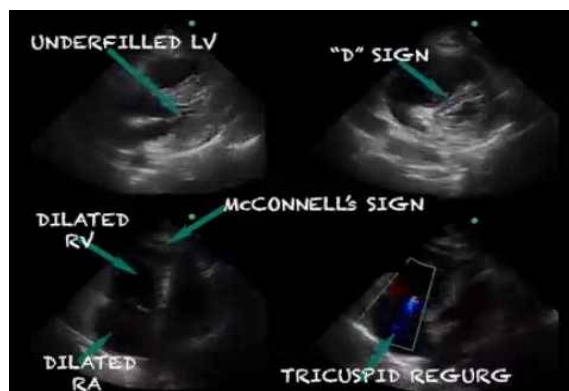 UNDERFILLED LV
"D" SIGN
DILATED
RV
McCONNELL's SIGN
DILATED
RA
TRICUSPID REGURG